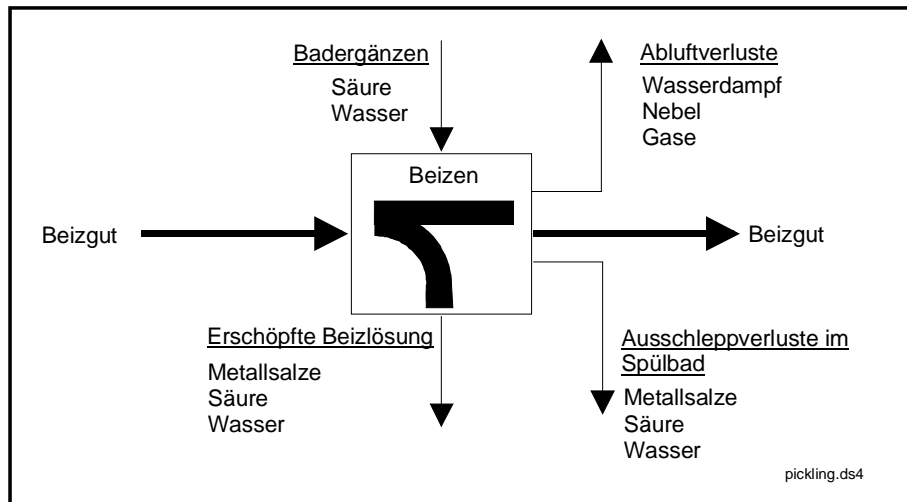 Badergänzen
Säure
Wasser
Abluftverluste
Wasserdampf
Nebel
Gase
Beizen
Beizgut
Beizgut
Erschöpfte Beizlösung
Metallsalze
Säure
Wasser
Ausschleppverluste im
Spülbad
Metallsalze
Säure
Wasser
pickling.ds4